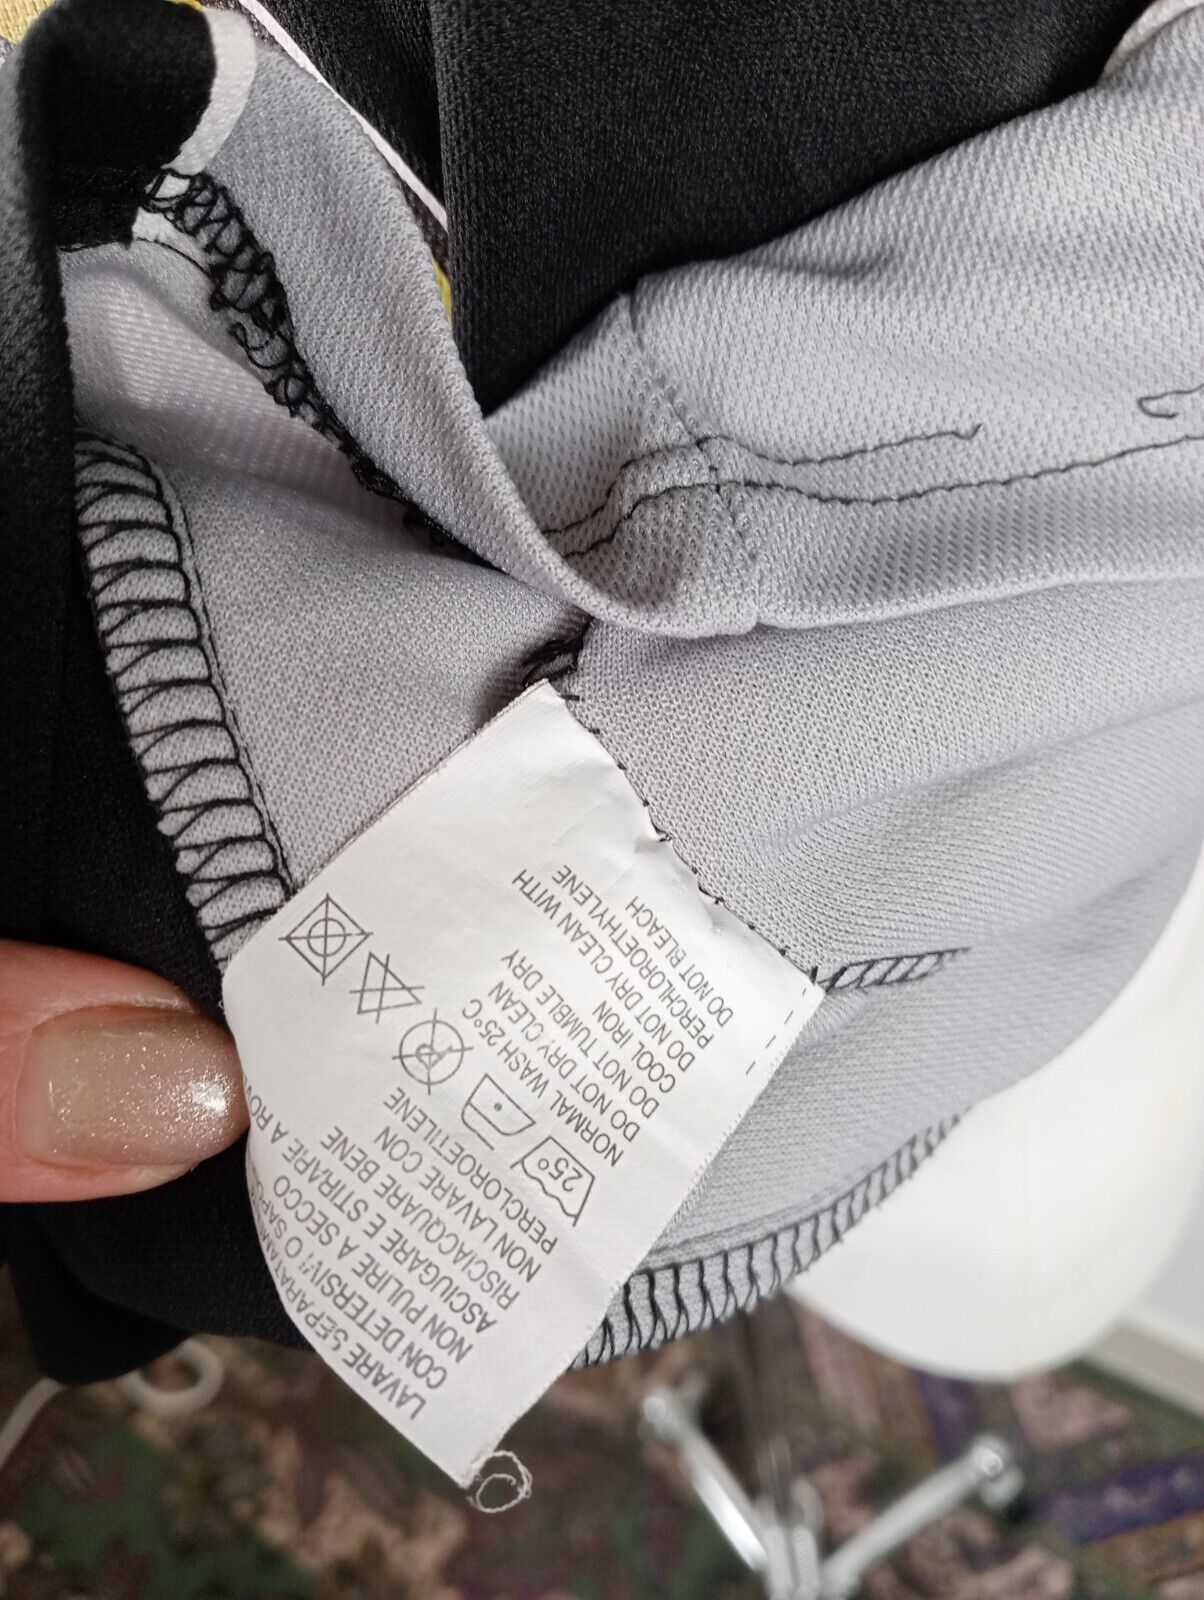 LAVARE SEPARATAM
CON DETERSIVI O SAPO
NON PULIRE A SECCO
ASCIUGARE E STIRARE A ROV
RISCIACQUARE BENE
NON LAVARE CON
PERCLOROETILENE
25° P
NORMAL WASH 25°C
DO NOT DRY CLEAN
DO NOT TUMBLE DRY
COOL IRON
DO NOT DRY CLEAN WITH
PERCHLOROETHYLENE
DO NOT BLEACH